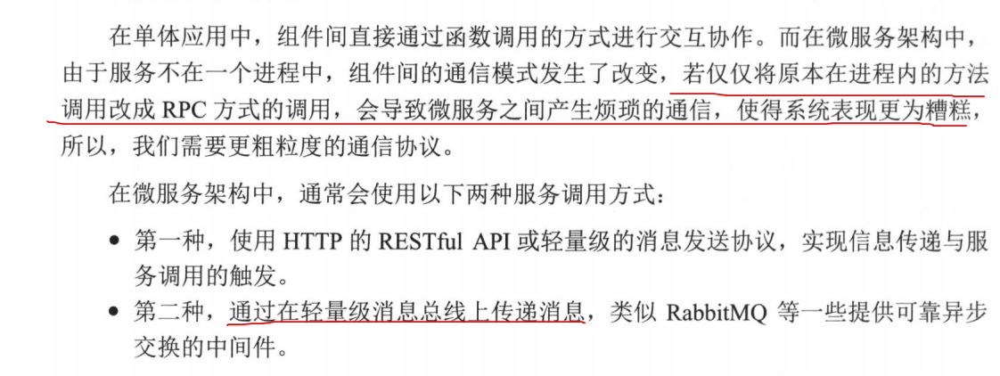 在单体应用中，组件间直接通过函数调用的方式进行交互协作。而在微服务架构中，
由于服务不在一个进程中，组件间的通信模式发生了改变，若仅仅将原本在进程内的方法
调用改成 RPC 方式的调用，会导致微服务之间产生烦琐的通信，使得系统表现更为糟糕，
所以，我们需要更粗粒度的通信协议。
在微服务架构中，通常会使用以下两种服务调用方式：
● 第一种，使用 HTTP 的 RESTful API 或轻量级的消息发送协议，实现信息传递与服
务调用的触发。
● 第二种，通过在轻量级消息总线上传递消息，类似 RabbitMQ 等一些提供可靠异步
交换的中间件。